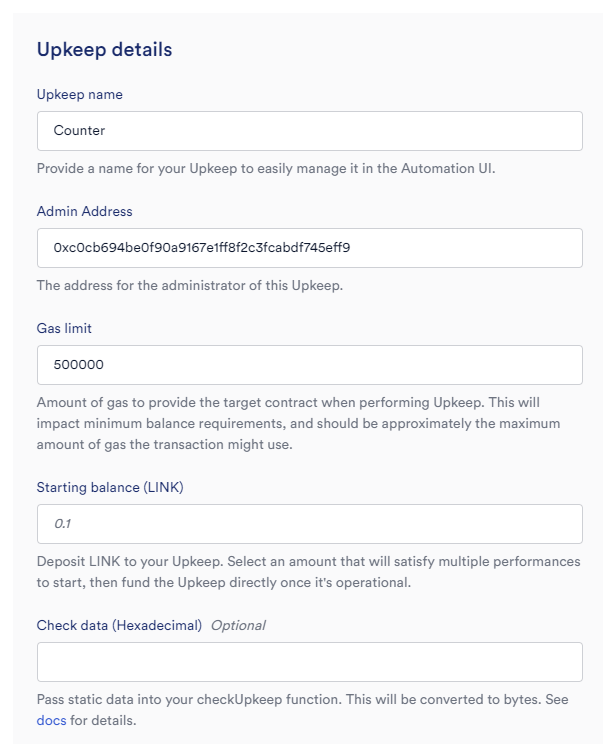 Upkeep details
Upkeep name
Counter
Provide a name for your Upkeep to easily manage it in the Automation UI.
Admin Address
0xc0cb694be0f90a9167e1ff8f2c3fcabdf745eff9
The address for the administrator of this Upkeep.
Gas limit
500000
Amount of gas to provide the target contract when performing Upkeep. This will
impact minimum balance requirements, and should be approximately the maximum
amount of gas the transaction might use.
Starting balance (LINK)
0.1
Deposit LINK to your Upkeep. Select an amount that will satisfy multiple performances
to start, then fund the Upkeep directly once it's operational.
Check data (Hexadecimal) Optional
Pass static data into your checkUpkeep function. This will be converted to bytes. See
docs for details.